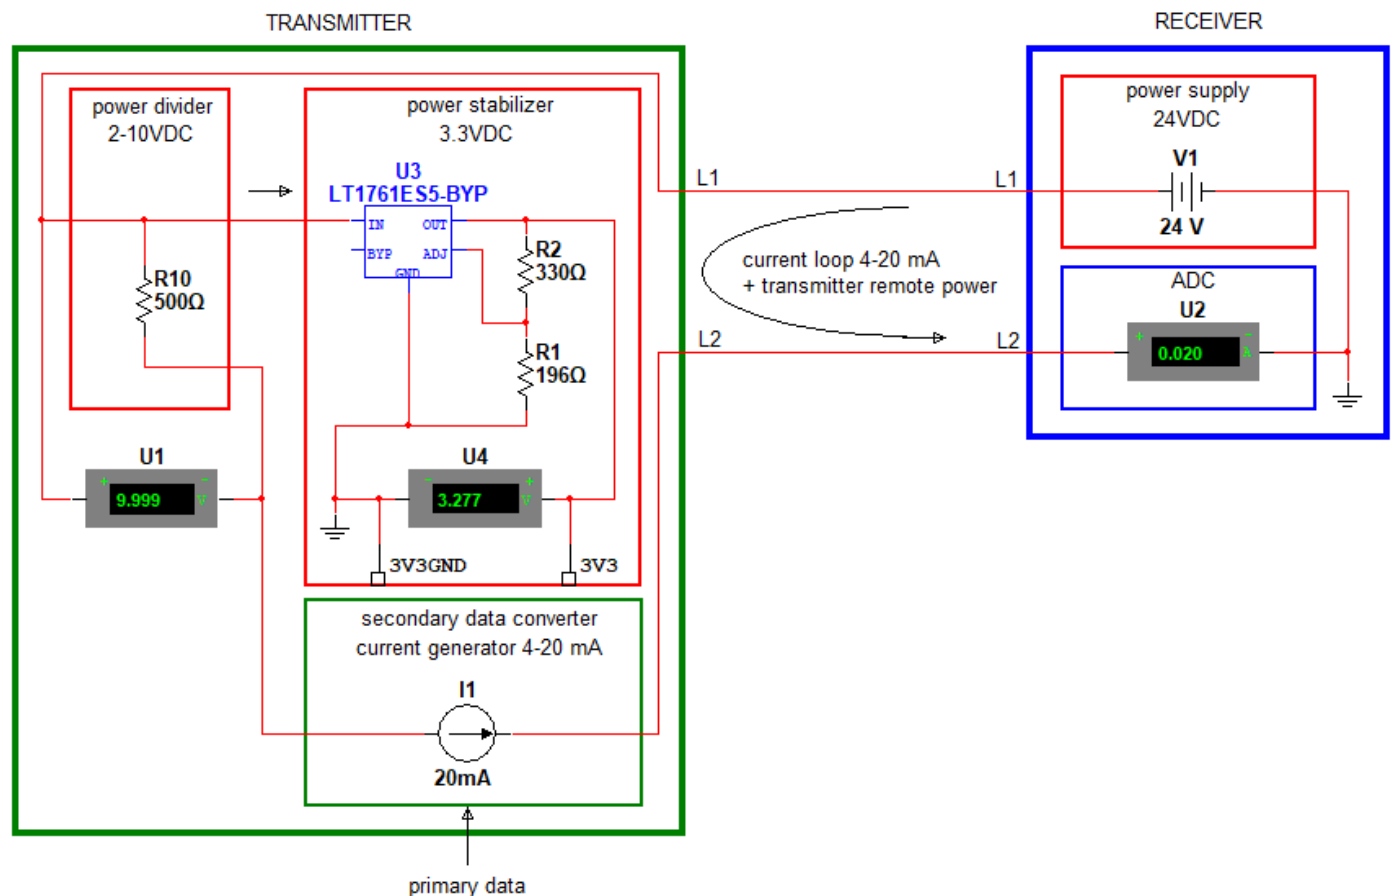 TRANSMITTER
RECEIVER
power divider
2-10VDC
power stabilizer
3.3VDC
power supply
24VDC
V1
24 V
U3
LT1761ES5-BYP
IN
OUT
BYP
ADJ
GND
R10
500Ω
R2
330Ω
R1
196Ω
L1
L1
current loop 4-20 mA
+ transmitter remote power
L2
L2
ADC
U2
+
-
0.020
A
U1
+
-
9.999
V
U4
-
+
3.277
V
3V3GND
3V3
secondary data converter
current generator 4-20 mA
I1
20mA
primary data